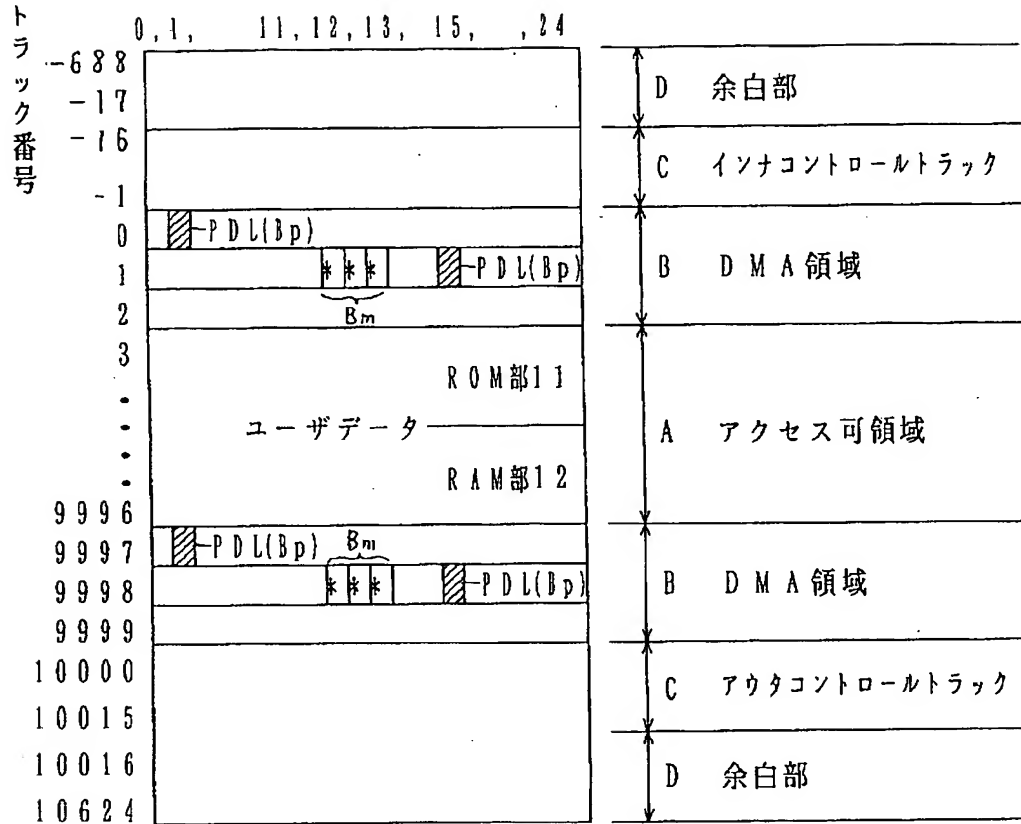 トラック番号
0, 1, 11, 12, 13, 15, , 24
-688
D 余白部
-17
-16
C インナコントロールトラック
-1
0 PDL(Bp)
B DMA領域
1 * * * PDL(Bp)
2 Bm
3
ROM部11
ユーザデータ
A アクセス可領域
RAM部12
9996
9997 PDL(Bp) Bm
9998 * * * PDL(Bp)
B DMA領域
9999
10000
C アウタコントロールトラック
10015
10016
D 余白部
10624